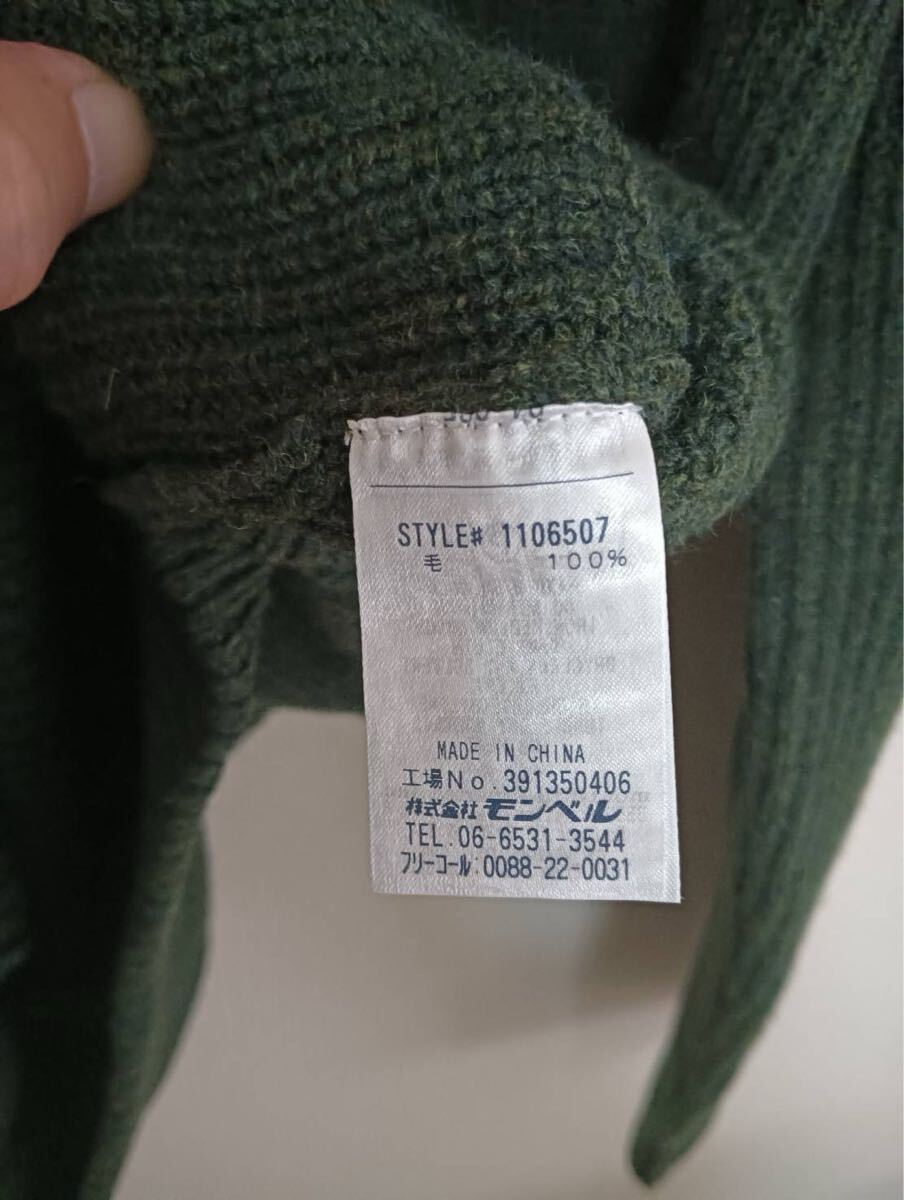 STYLE# 1106507
毛 100%
MADE IN CHINA
工場No.391350406
株式会社 モンベル
TEL.06-6531-3544
フリーコール:0088-22-0031